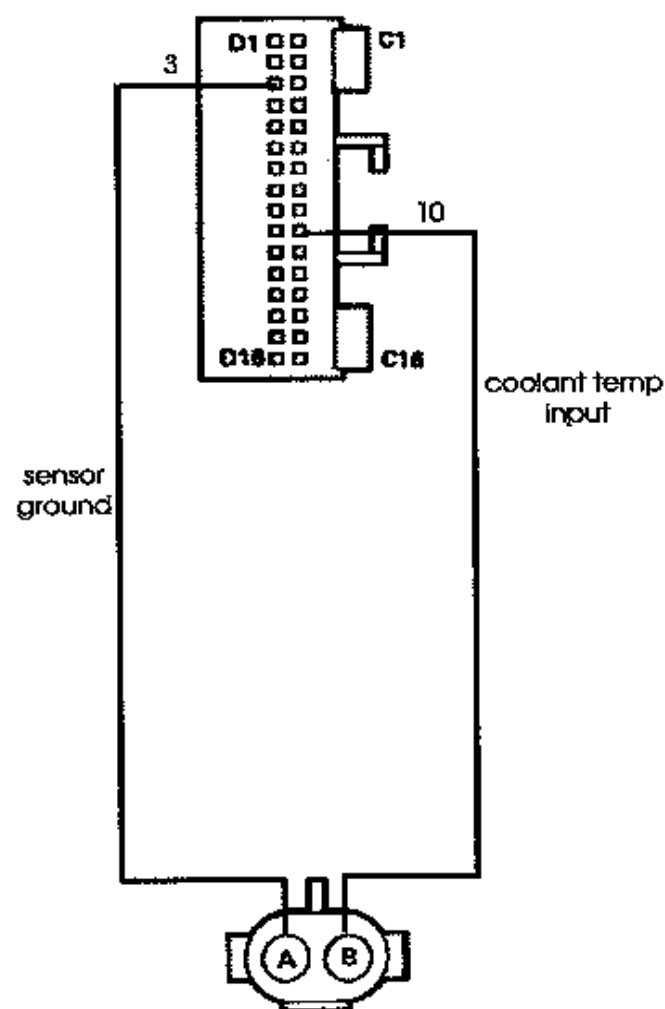 D1 C1
3
10
D16 C16
coolant temp
input
sensor
ground
A B